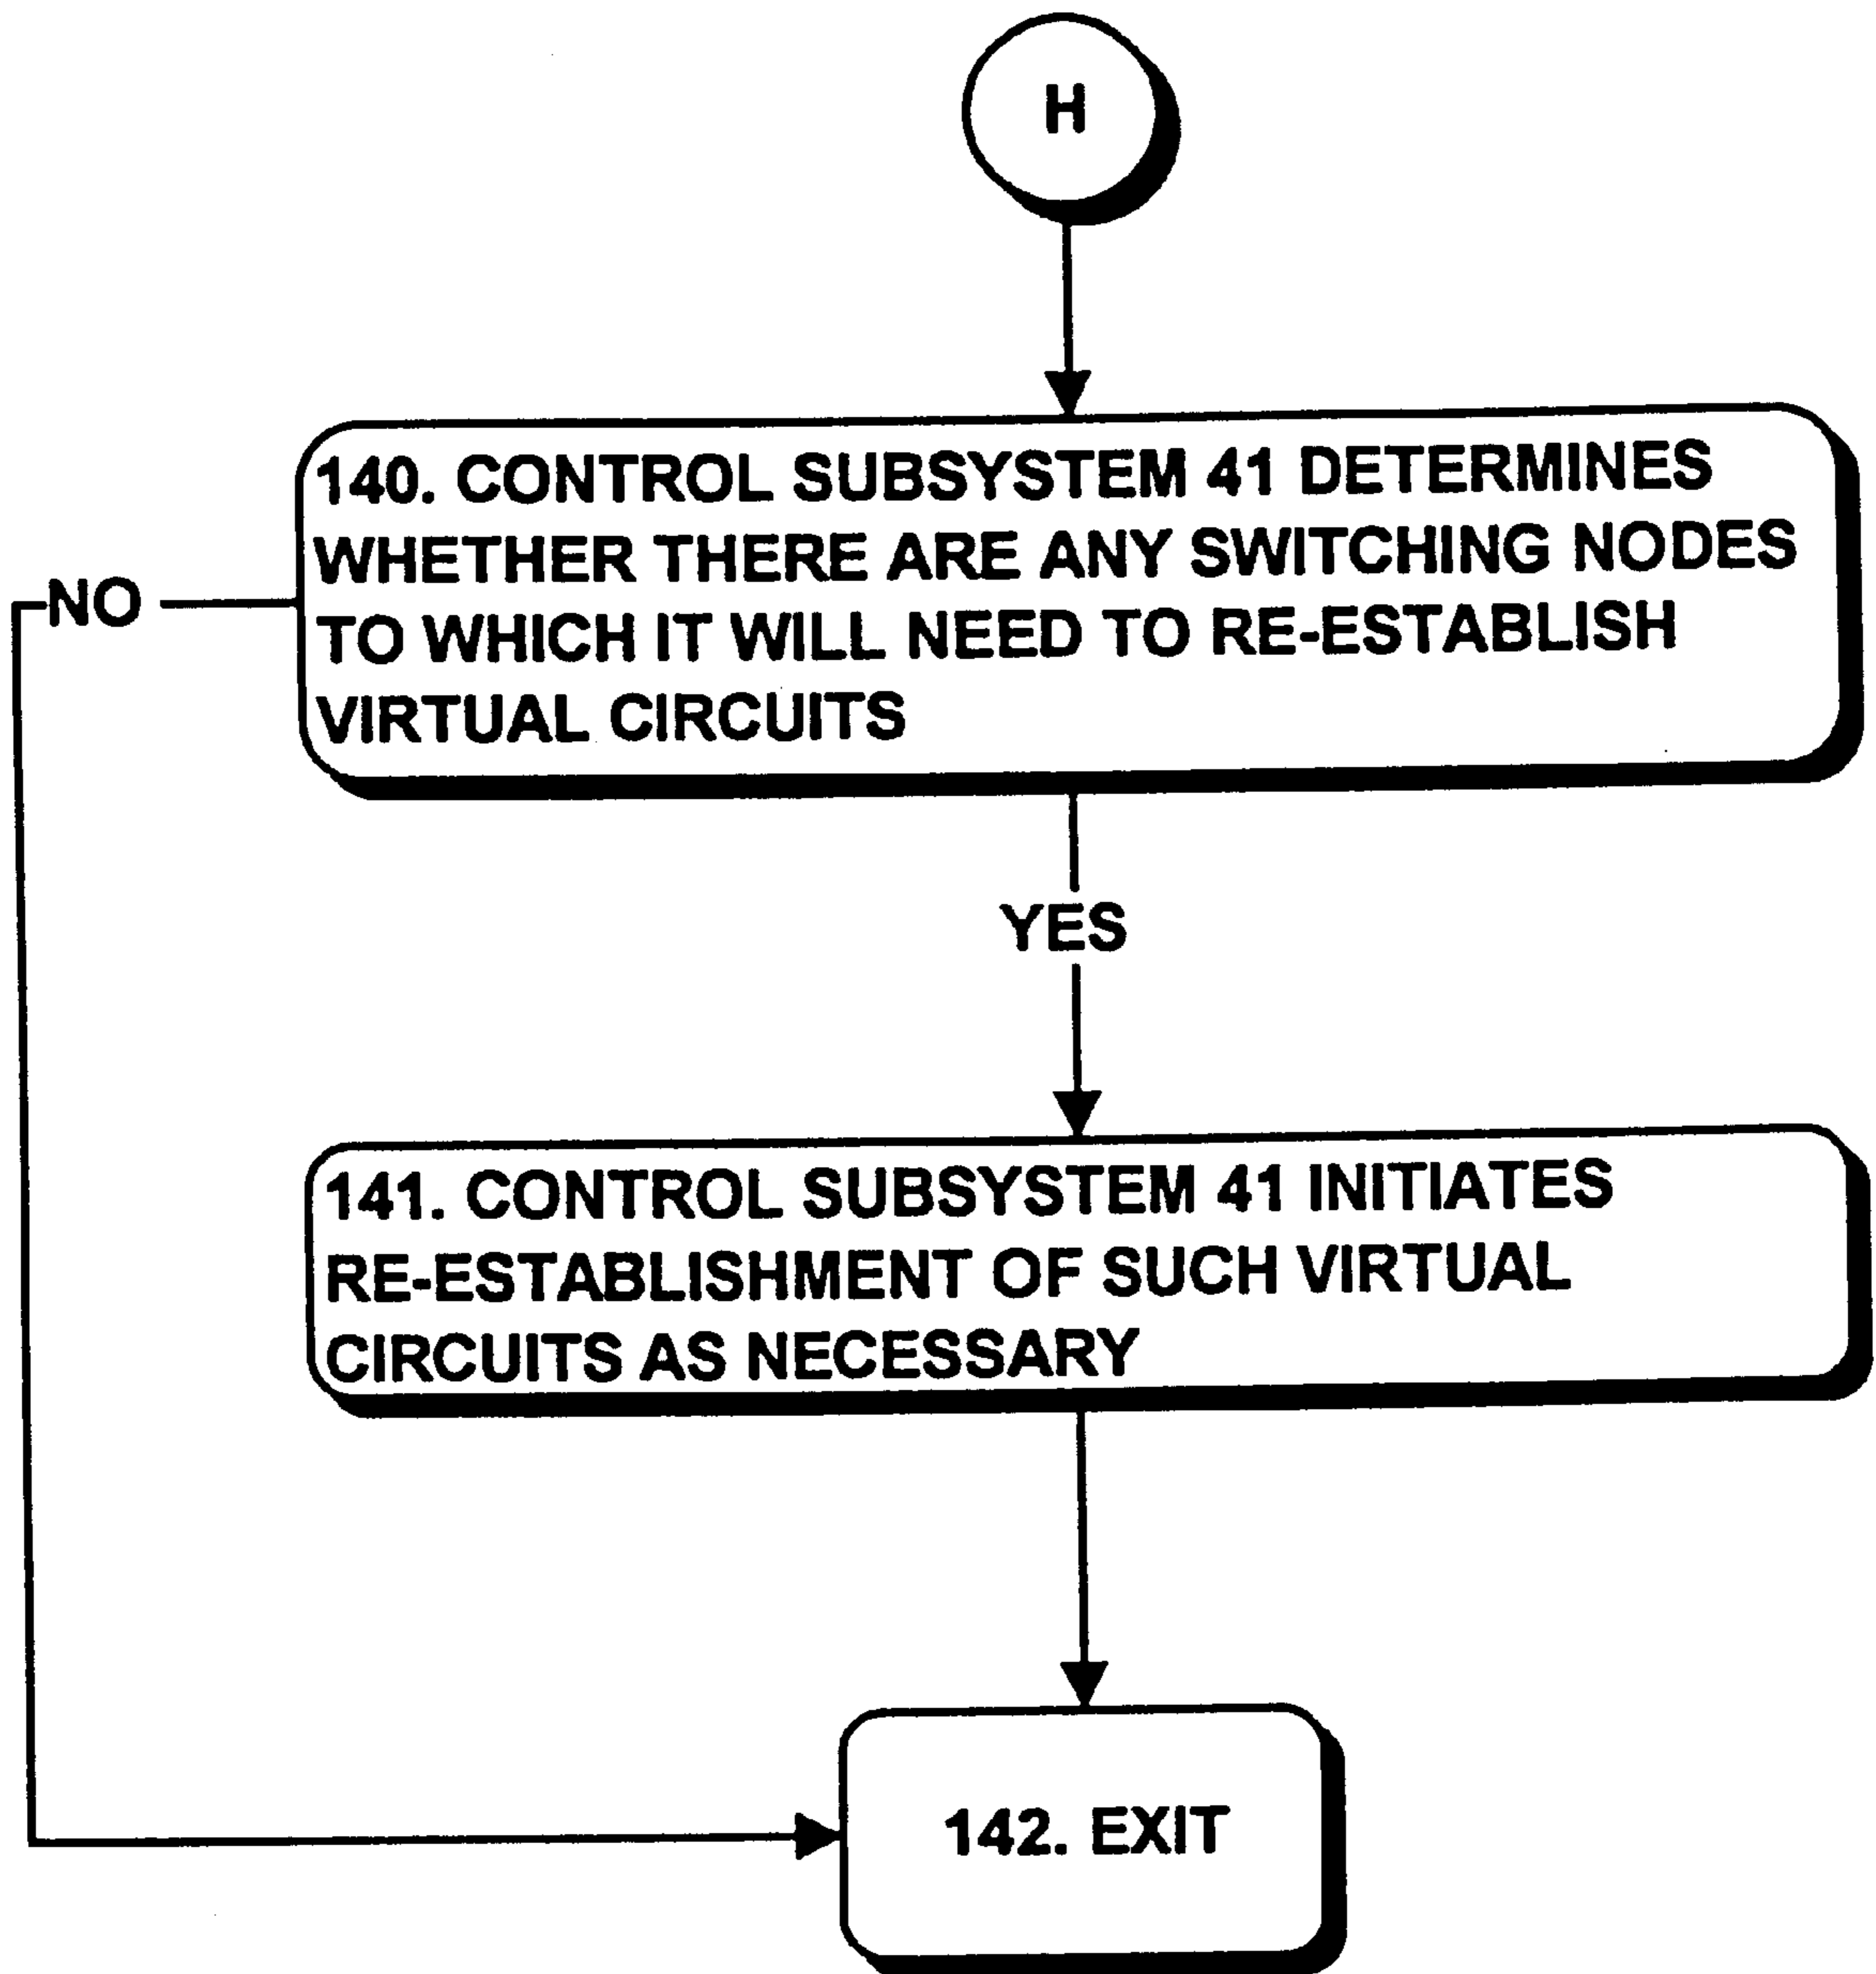 H
140. CONTROL SUBSYSTEM 41 DETERMINES
WHETHER THERE ARE ANY SWITCHING NODES
TO WHICH IT WILL NEED TO RE-ESTABLISH
VIRTUAL CIRCUITS
NO
YES
141. CONTROL SUBSYSTEM 41 INITIATES
RE-ESTABLISHMENT OF SUCH VIRTUAL
CIRCUITS AS NECESSARY
142. EXIT